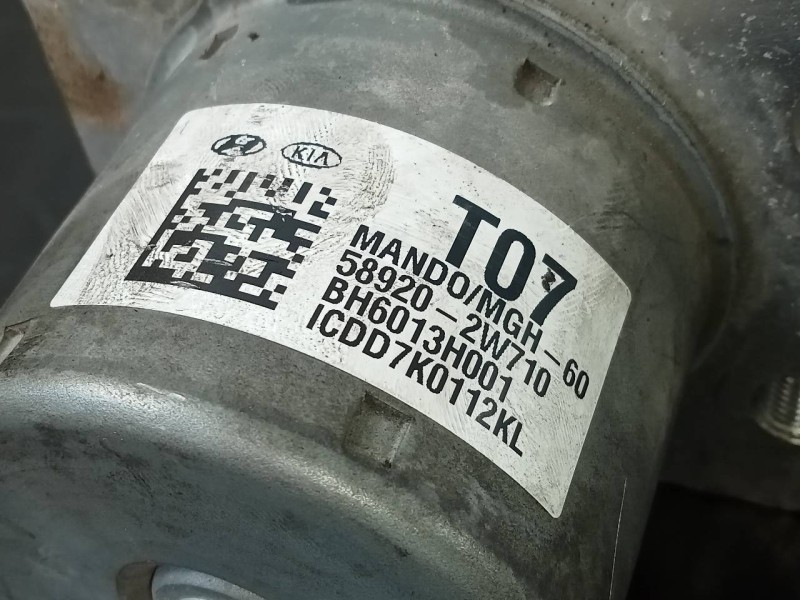 KIA
T07
MANDO/MGH-60
58920-2W710
BH6013H001
ICDD7K0112KL